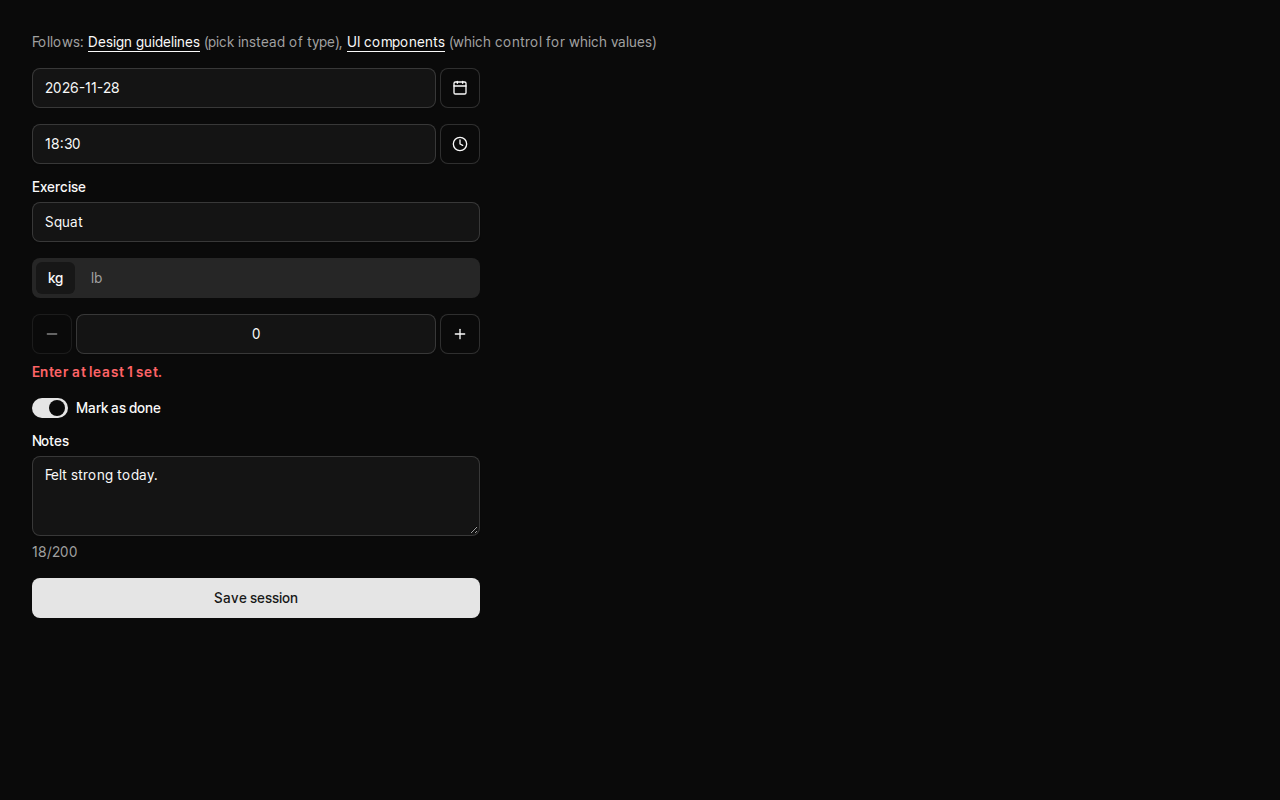 Follows: Design guidelines (pick instead of type), UI components (which control for which values)
2026-11-28
18:30
Exercise
Squat
kg lb
0
Enter at least 1 set.
Mark as done
Notes
Felt strong today.
18/200
Save session